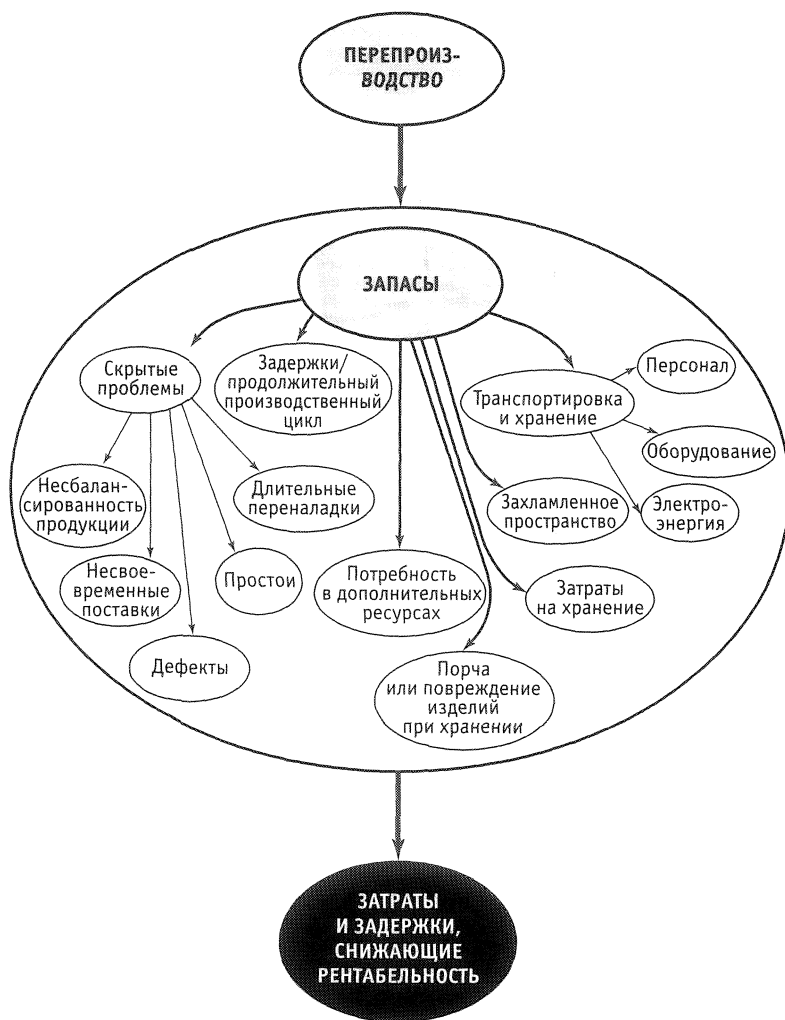 ПЕРЕПРОИЗ-
ВОДСТВО
ЗАПАСЫ
Скрытые
проблемы
Задержки/
продолжительный
производственный
цикл
Транспортировка
и хранение
Персонал
Оборудование
Электро-
энергия
Несбалан-
сированность
продукции
Длительные
переналадки
Захламленное
пространство
Несвое-
временные
поставки
Простои
Потребность
в дополнительных
ресурсах
Затраты
на хранение
Дефекты
Порча
или повреждение
изделий
при хранении
ЗАТРАТЫ
И ЗАДЕРЖКИ,
СНИЖАЮЩИЕ
РЕНТАБЕЛЬНОСТЬ